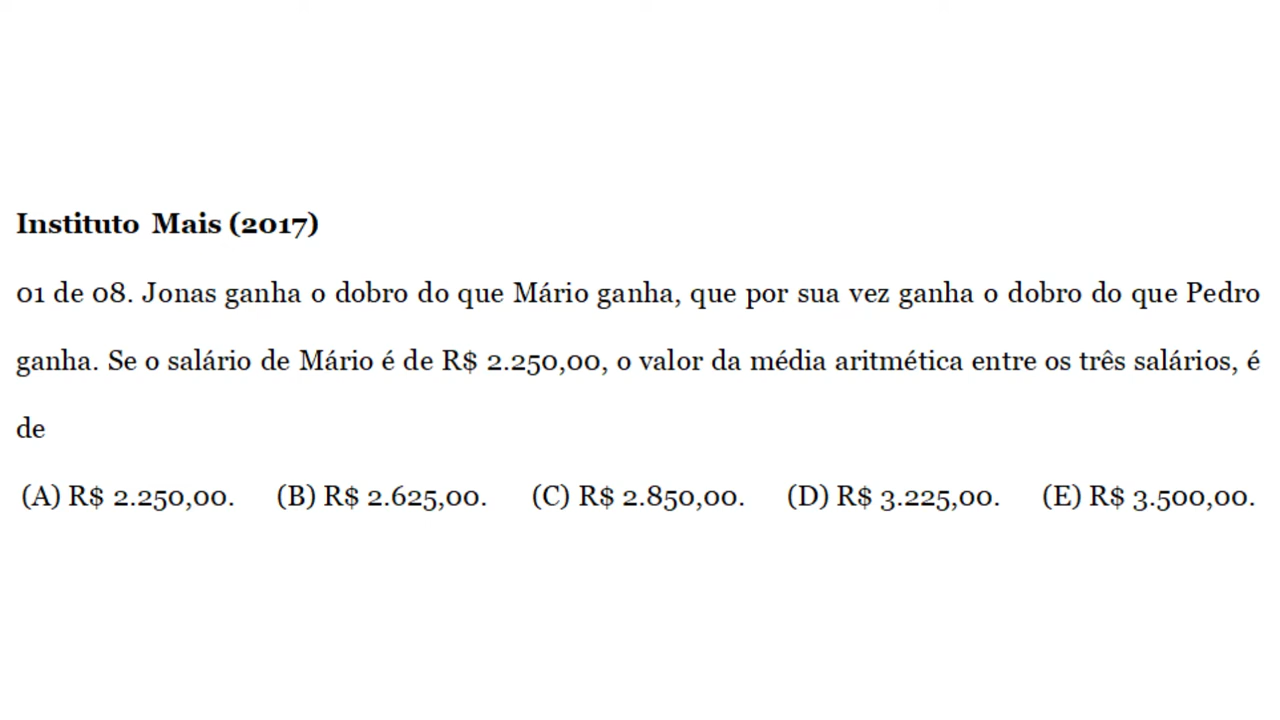 Instituto Mais (2017)
01 de 08. Jonas ganha o dobro do que Mário ganha, que por sua vez ganha o dobro do que Pedro
ganha. Se o salário de Mário é de R$ 2.250,00, o valor da média aritmética entre os três salários, é
de
(A) R$ 2.250,00. (B) R$ 2.625,00. (C) R$ 2.850,00. (D) R$ 3.225,00. (E) R$ 3.500,00.